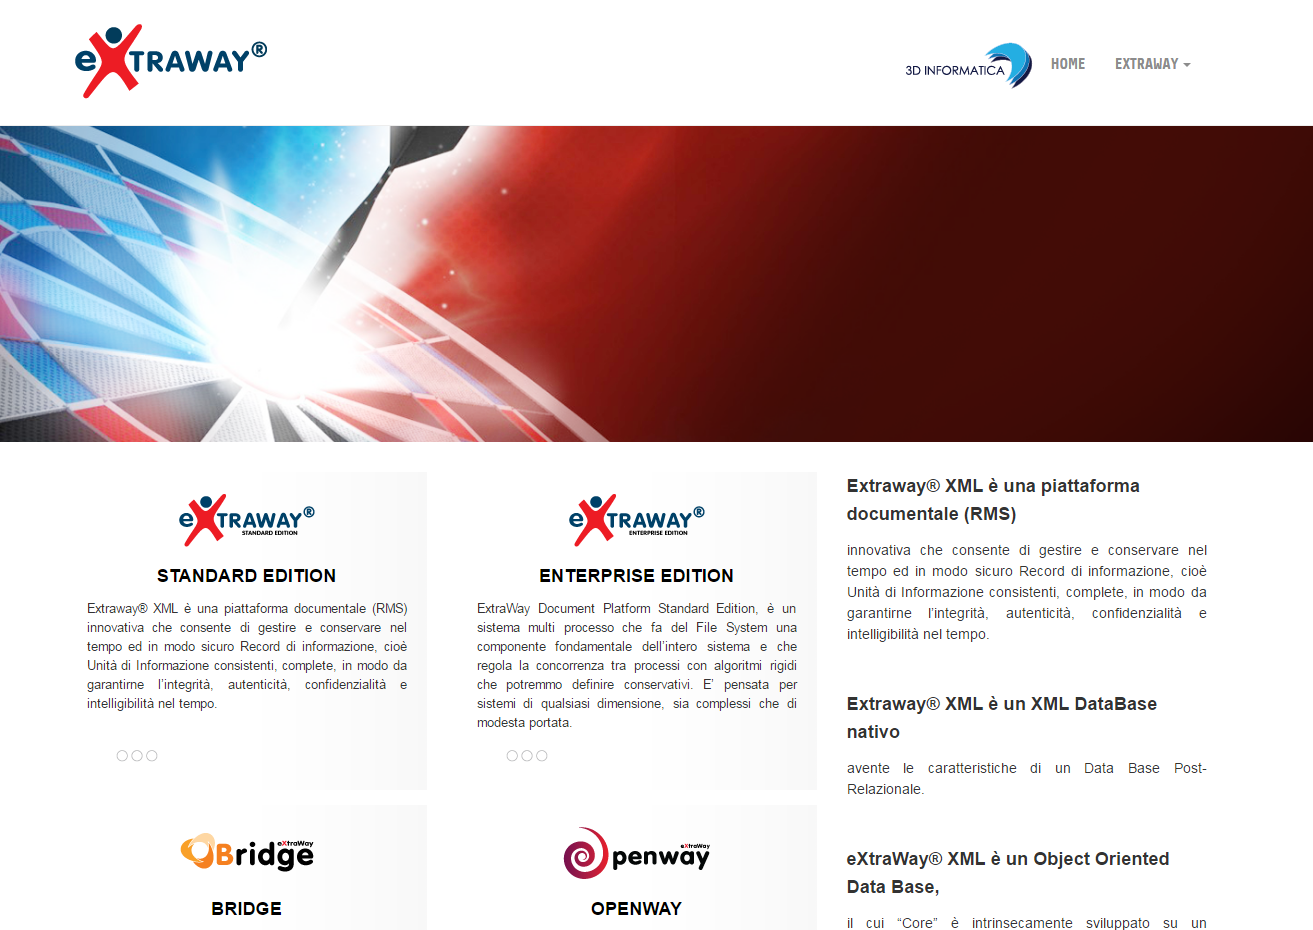 eXTRAWAY®
3D INFORMATICA
HOME
EXTRAWAY
eXTRAWAY®
STANDARD EDITION
STANDARD EDITION
Extraway® XML è una piattaforma documentale (RMS)
innovativa che consente di gestire e conservare nel
tempo ed in modo sicuro Record di informazione, cioè
Unità di Informazione consistenti, complete, in modo da
garantirne l’integrità, autenticità, confidenzialità e
intelligibilità nel tempo.
eXTRAWAY®
ENTERPRISE EDITION
ENTERPRISE EDITION
ExtraWay Document Platform Standard Edition, è un
sistema multi processo che fa del File System una
componente fondamentale dell’intero sistema e che
regola la concorrenza tra processi con algoritmi rigidi
che potremmo definire conservativi. E’ pensata per
sistemi di qualsiasi dimensione, sia complessi che di
modesta portata.
eXtraWay
Bridge
BRIDGE
eXtraWay
Openway
OPENWAY
Extraway® XML è una piattaforma
documentale (RMS)
innovativa che consente di gestire e conservare nel
tempo ed in modo sicuro Record di informazione, cioè
Unità di Informazione consistenti, complete, in modo da
garantirne l’integrità, autenticità, confidenzialità e
intelligibilità nel tempo.
Extraway® XML è un XML DataBase
nativo
avente le caratteristiche di un Data Base Post-
Relazionale.
eXtraWay® XML è un Object Oriented
Data Base,
il cui “Core” è intrinsecamente sviluppato su un